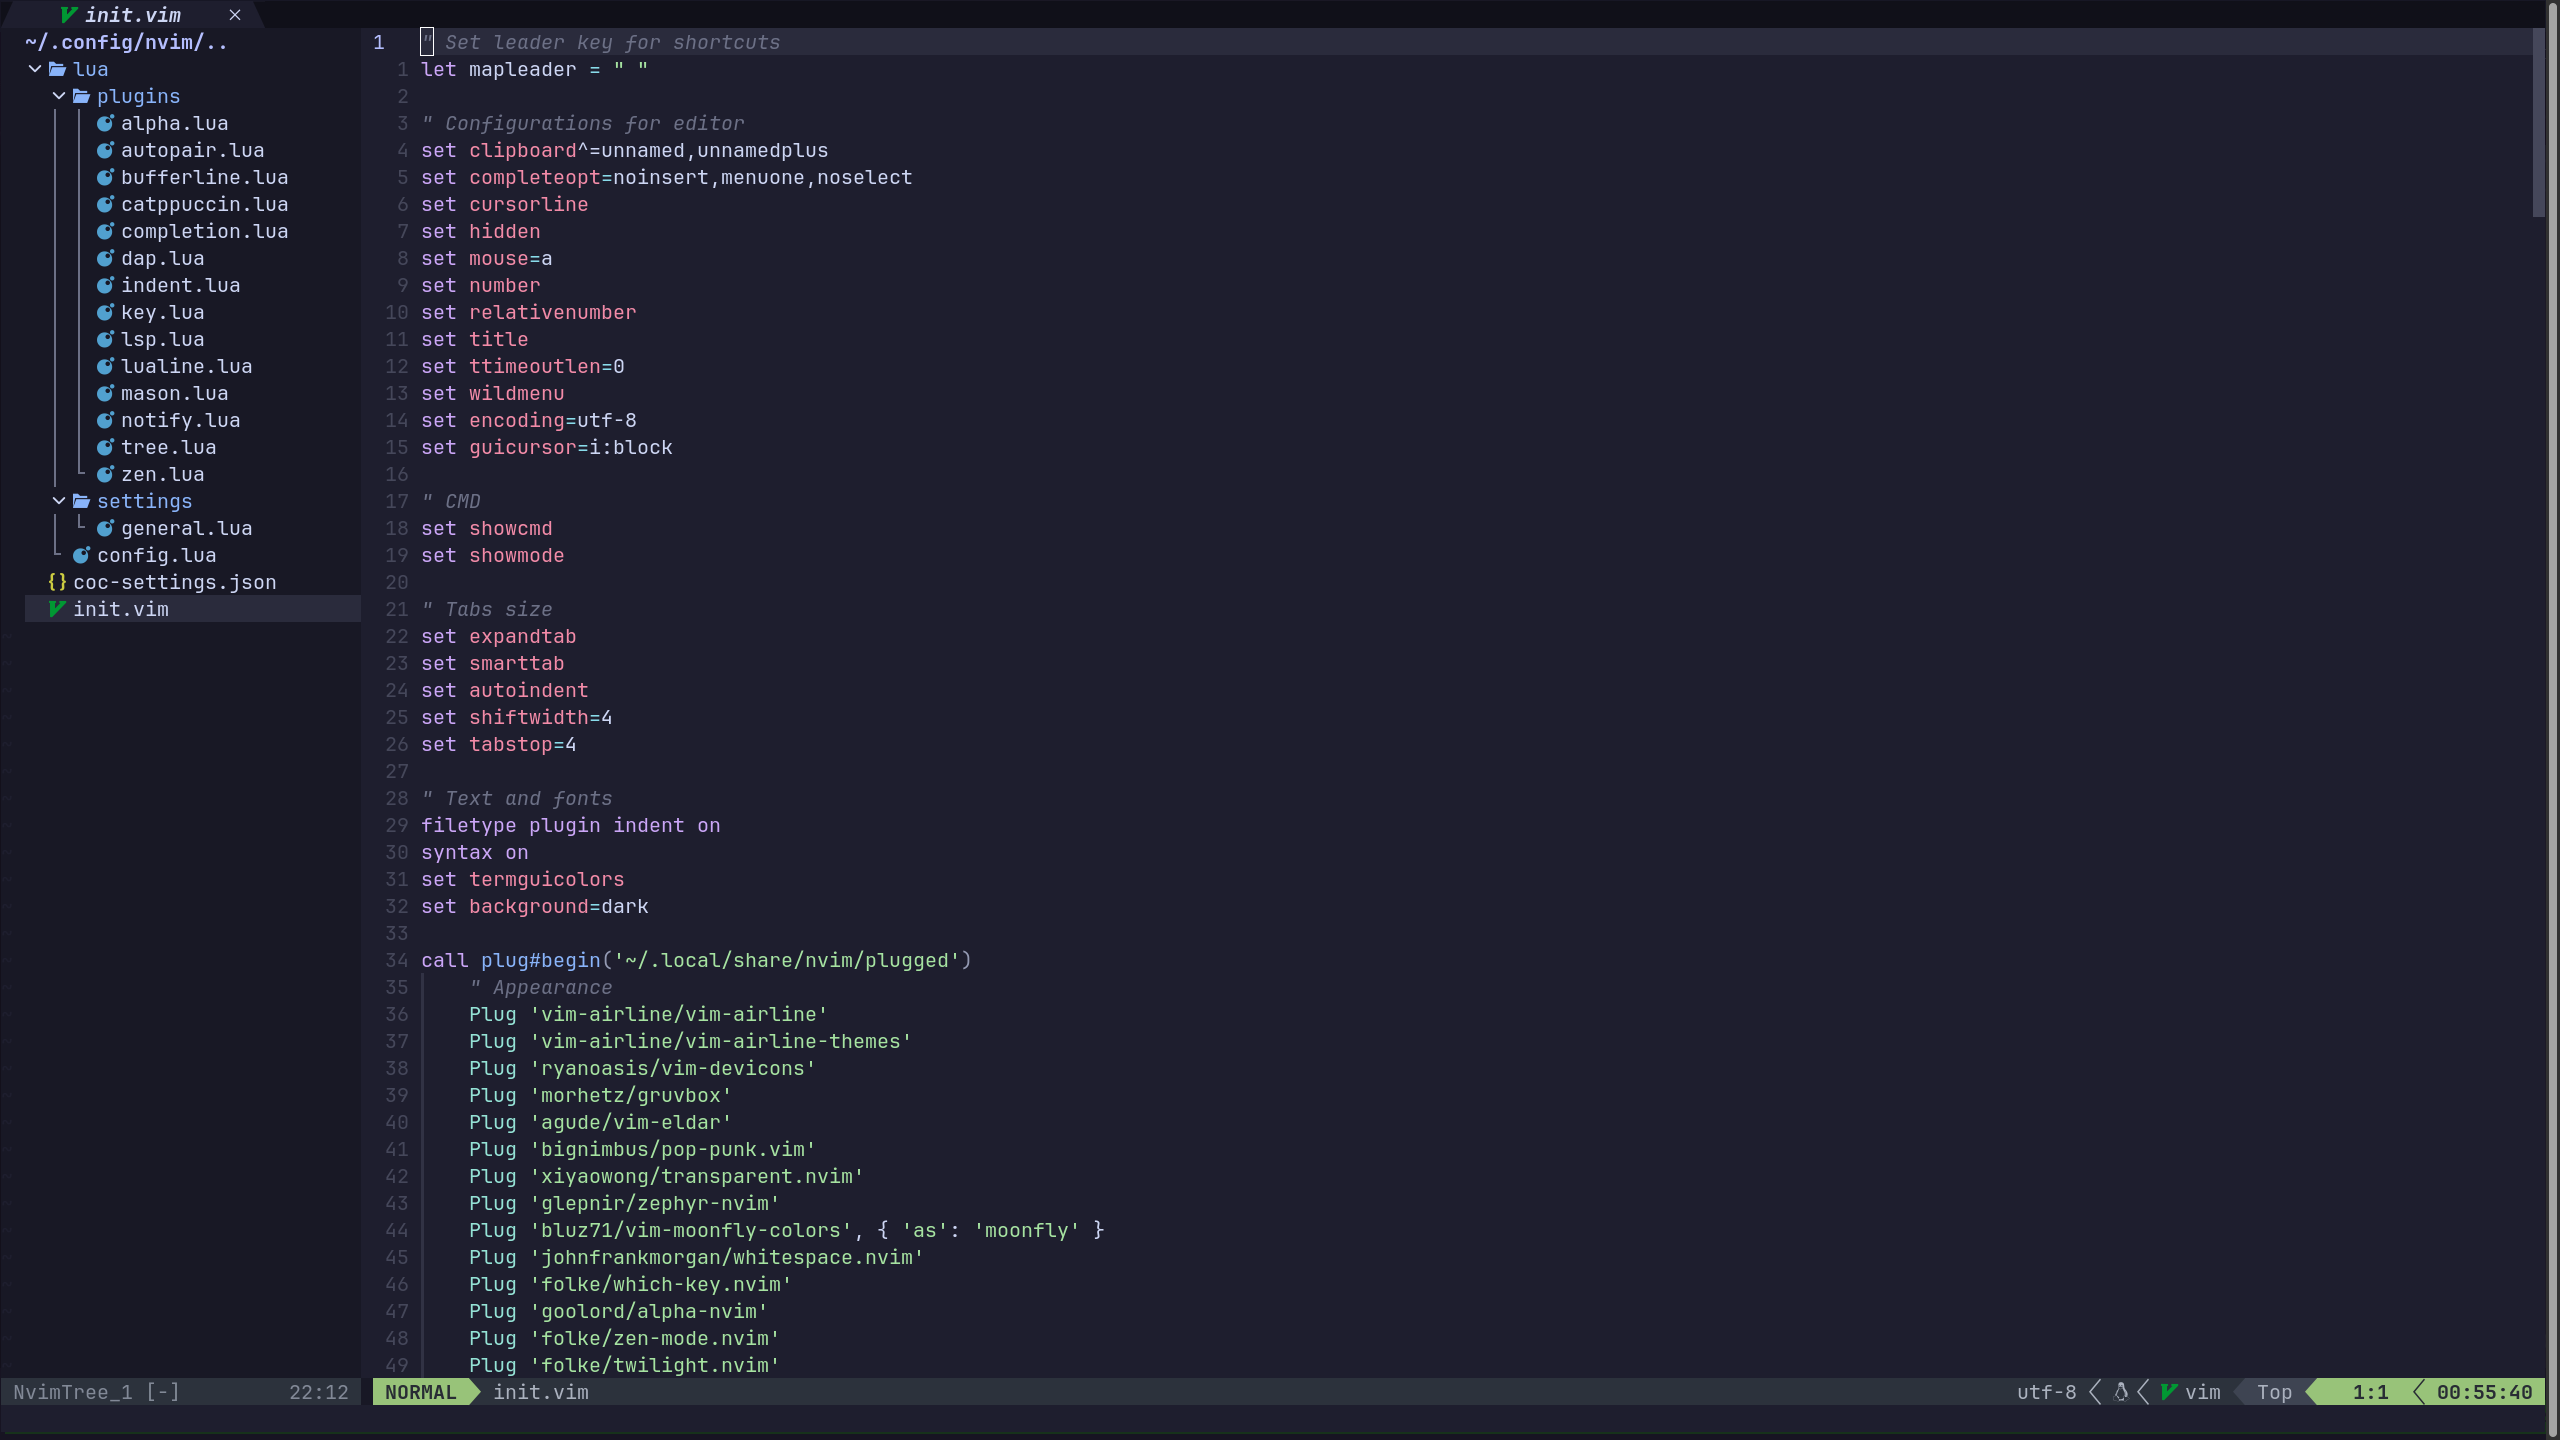 init.vim
~/.config/nvim/..
lua
plugins
alpha.lua
autopair.lua
bufferline.lua
catppuccin.lua
completion.lua
dap.lua
indent.lua
key.lua
lsp.lua
lualine.lua
mason.lua
notify.lua
tree.lua
zen.lua
settings
general.lua
config.lua
{} coc-settings.json
init.vim
1 " Set leader key for shortcuts
1 let mapleader = " "
2
3 " Configurations for editor
4 set clipboard^=unnamed,unnamedplus
5 set completeopt=noinsert,menuone,noselect
6 set cursorline
7 set hidden
8 set mouse=a
9 set number
10 set relativenumber
11 set title
12 set ttimeoutlen=0
13 set wildmenu
14 set encoding=utf-8
15 set guicursor=i:block
16
17 " CMD
18 set showcmd
19 set showmode
20
21 " Tabs size
22 set expandtab
23 set smarttab
24 set autoindent
25 set shiftwidth=4
26 set tabstop=4
27
28 " Text and fonts
29 filetype plugin indent on
30 syntax on
31 set termguicolors
32 set background=dark
33
34 call plug#begin('~/.local/share/nvim/plugged')
35     " Appearance
36     Plug 'vim-airline/vim-airline'
37     Plug 'vim-airline/vim-airline-themes'
38     Plug 'ryanoasis/vim-devicons'
39     Plug 'morhetz/gruvbox'
40     Plug 'agude/vim-eldar'
41     Plug 'bignimbus/pop-punk.vim'
42     Plug 'xiyaowong/transparent.nvim'
43     Plug 'glepnir/zephyr-nvim'
44     Plug 'bluz71/vim-moonfly-colors', { 'as': 'moonfly' }
45     Plug 'johnfrankmorgan/whitespace.nvim'
46     Plug 'folke/which-key.nvim'
47     Plug 'goolord/alpha-nvim'
48     Plug 'folke/zen-mode.nvim'
49     Plug 'folke/twilight.nvim'
NvimTree_1 [-] 22:12 NORMAL init.vim utf-8 vim Top 1:1 00:55:40